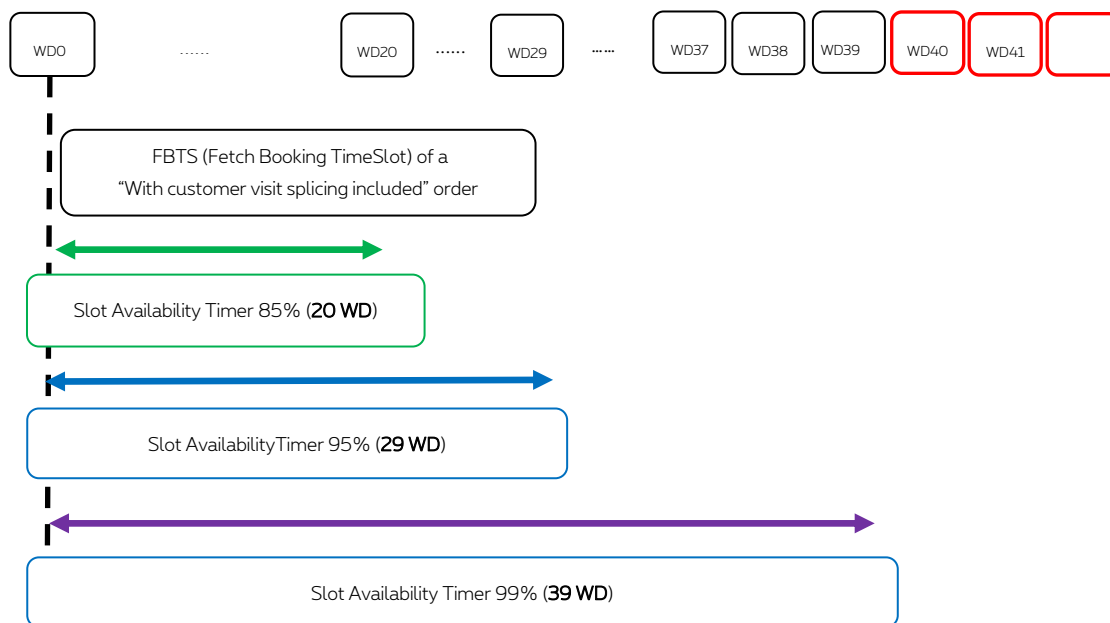 WD0 ...... WD20 ...... WD29 ...... WD37 WD38 WD39 WD40 WD41
FBTS (Fetch Booking TimeSlot) of a
“With customer visit splicing included” order
Slot Availability Timer 85% (20 WD)
Slot AvailabilityTimer 95% (29 WD)
Slot Availability Timer 99% (39 WD)